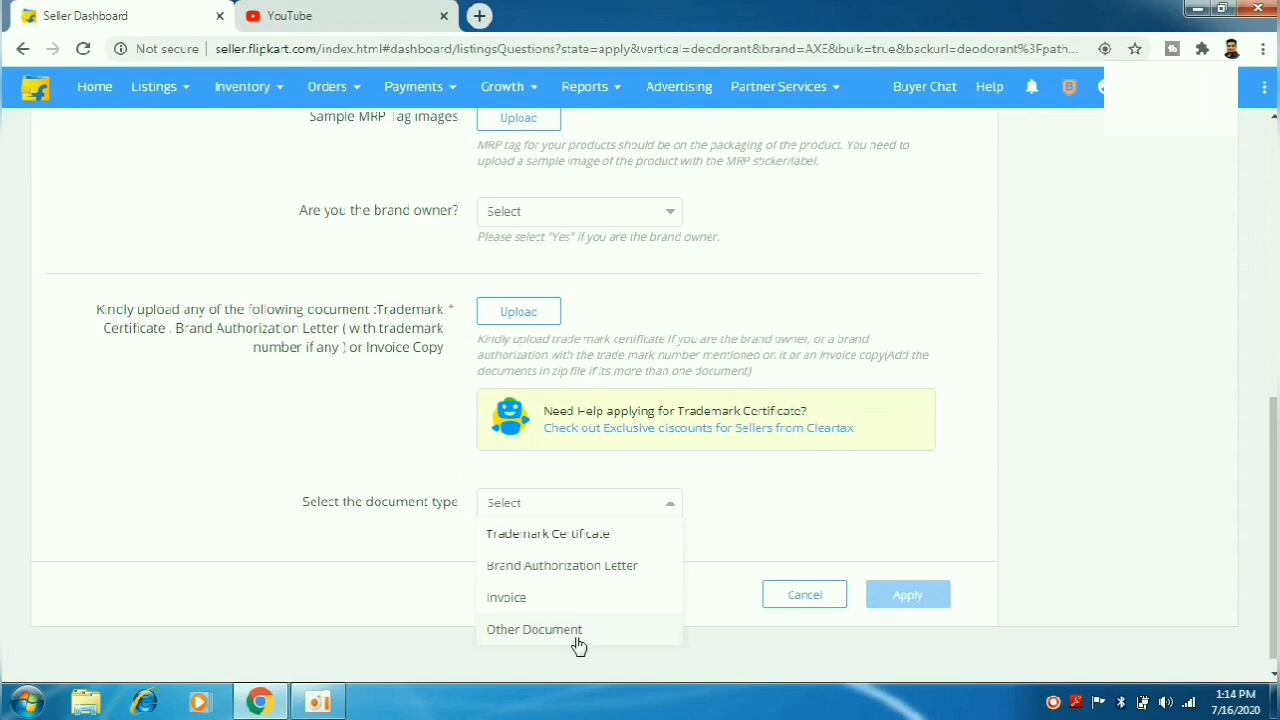 Seller Dashboard
YouTube
Not secure
seller.flipkart.com/index.html#dashboard/listingsQuestions?state=apply&vertical=deodorant&brand=AXE&bulk=true&backurl=deodorant%3Fpath...
Home
Listings
Inventory
Orders
Payments
Growth
Reports
Advertising
Partner Services
Buyer Chat
Help
Sample MRP Tag images
Upload
MRP tag for your products should be on the packaging of the product. You need to
upload a sample image of the product with the MRP sticker/label.
Are you the brand owner?
Select
Please select "Yes" if you are the brand owner.
Kindly upload any of the following document :Trademark *
Certificate , Brand Authorization Letter ( with trademark
number if any ) or Invoice Copy
Upload
Kindly upload trade mark certificate if you are the brand owner, or a brand
authorization with the trade mark number mentioned on it or an Invoice copy(Add the
documents in zip file if its more than one document)
Need Help applying for Trademark Certificate?
Check out Exclusive discounts for Sellers from Cleartax
Select the document type
Select
Trademark Certificate
Brand Authorization Letter
Invoice
Other Document
Cancel
Apply
1:14 PM
7/16/2020